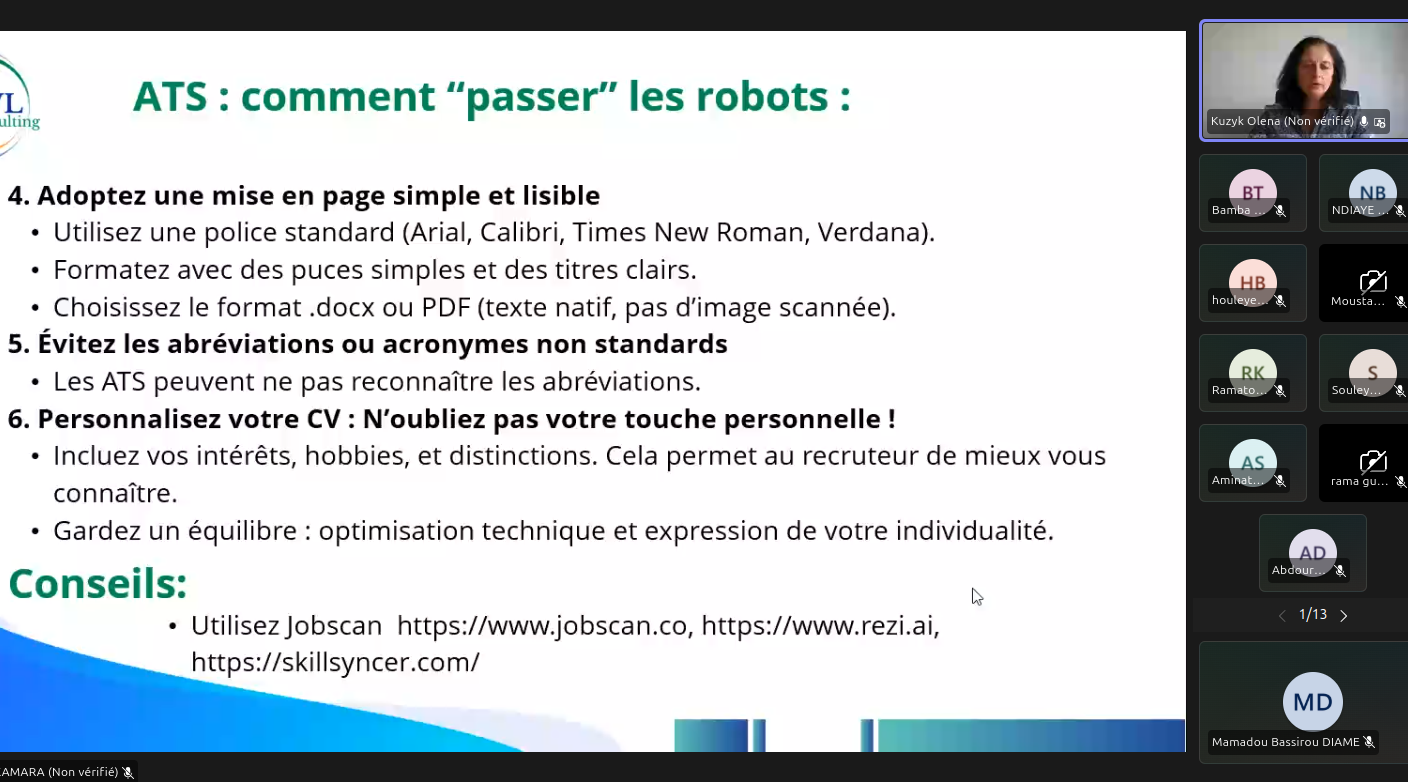 ATS : comment “passer” les robots :
4. Adoptez une mise en page simple et lisible
• Utilisez une police standard (Arial, Calibri, Times New Roman, Verdana).
• Formatez avec des puces simples et des titres clairs.
• Choisissez le format .docx ou PDF (texte natif, pas d’image scannée).
5. Évitez les abréviations ou acronymes non standards
• Les ATS peuvent ne pas reconnaître les abréviations.
6. Personnalisez votre CV : N’oubliez pas votre touche personnelle !
• Incluez vos intérêts, hobbies, et distinctions. Cela permet au recruteur de mieux vous
connaître.
• Gardez un équilibre : optimisation technique et expression de votre individualité.
Conseils:
• Utilisez Jobscan https://www.jobscan.co, https://www.rezi.ai,
https://skillsyncer.com/
Kuzyk Olena (Non vérifié)
BT
Bamba ...
NB
NDIAYE ...
HB
houleye...
Mousta...
RK
Ramato...
S
Souley...
AS
Aminat...
rama gu...
AD
Abdour...
1/13
MD
Mamadou Bassirou DIAME
AMARA (Non vérifié)